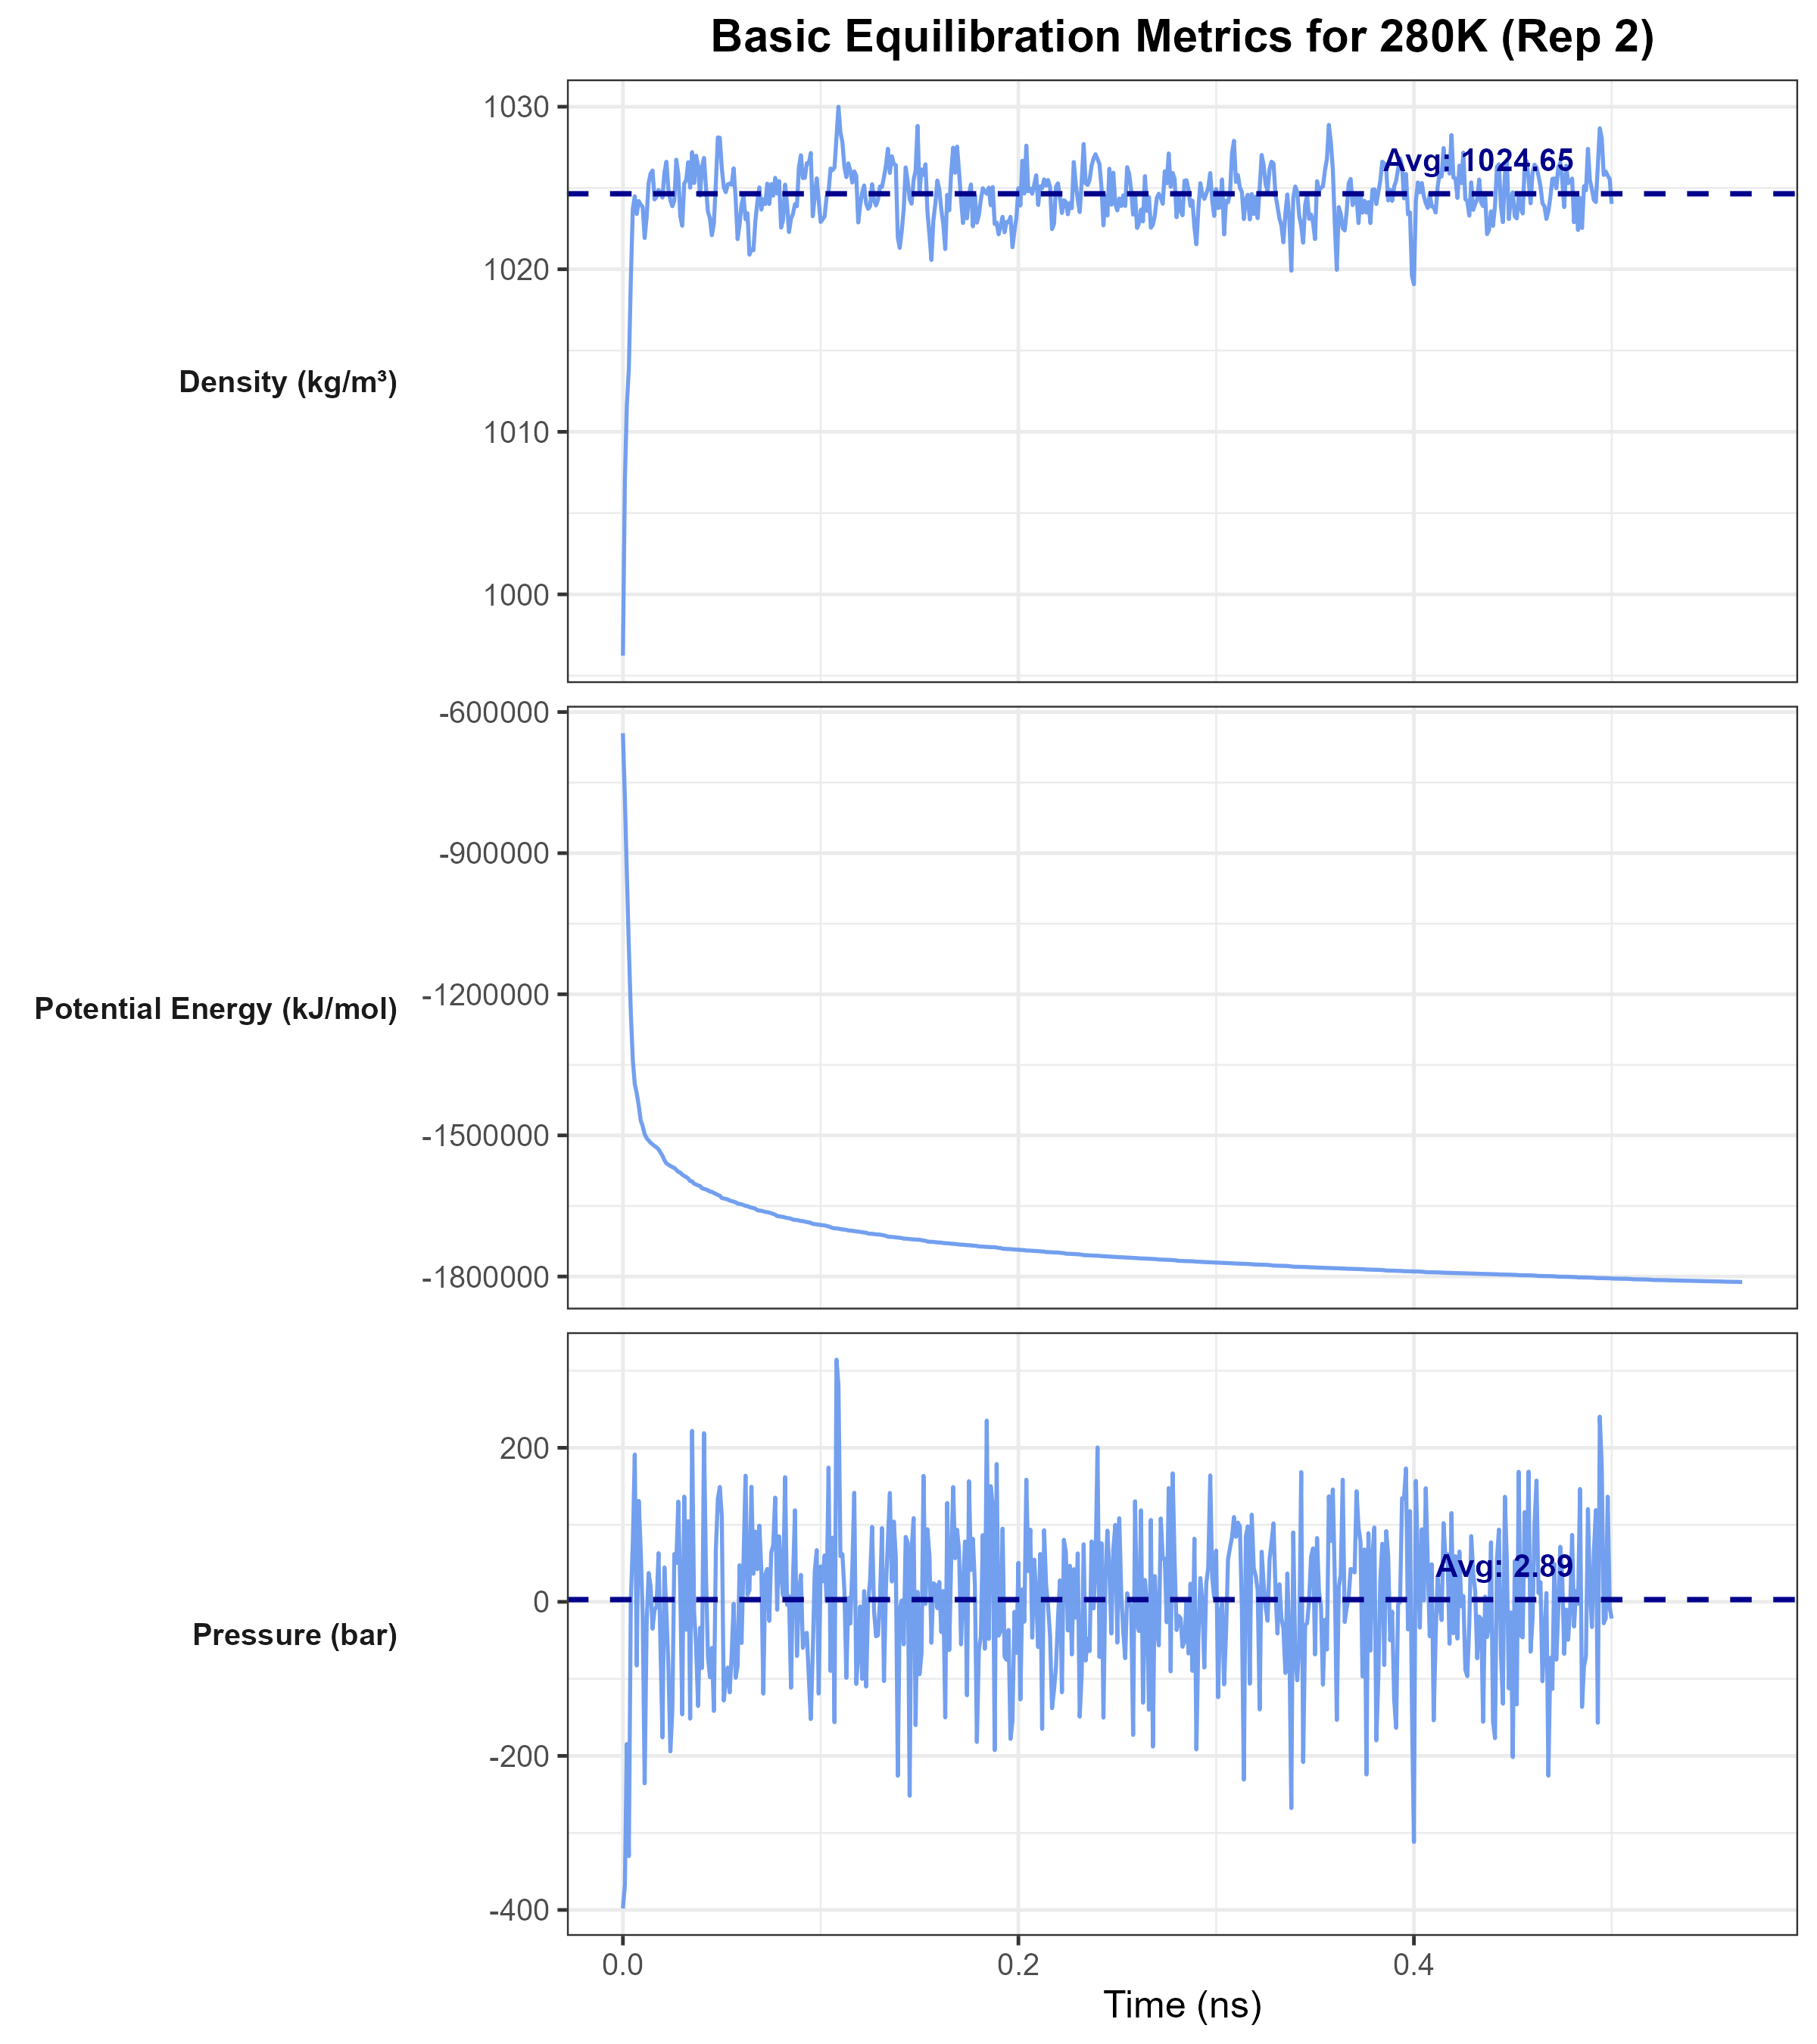 Basic Equilibration Metrics for 280K (Rep 2)
1030
Avg: 1024.65
1020
Density (kg/m³)
1010
1000
-600000
-900000
Potential Energy (kJ/mol)
-1200000
-1500000
-1800000
200
Avg: 2.89
0
Pressure (bar)
-200
-400
0.0 0.2 0.4
Time (ns)